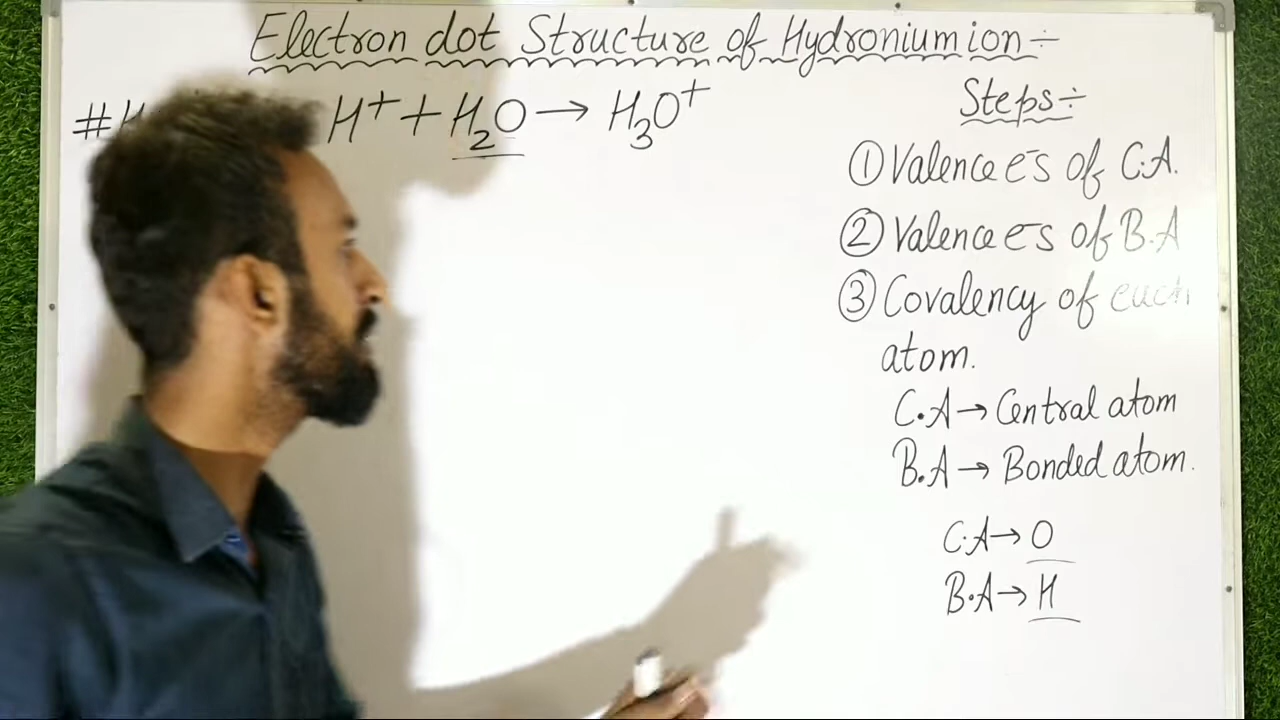 Electron dot Structure of Hydronium ion ÷
# H⁺ + H₂O → H₃O⁺
Steps ÷
① Valence e⁻s of C.A.
② Valence e⁻s of B.A
③ Covalency of each
atom.
C.A → Central atom
B.A → Bonded atom.
C.A → O
B.A → H